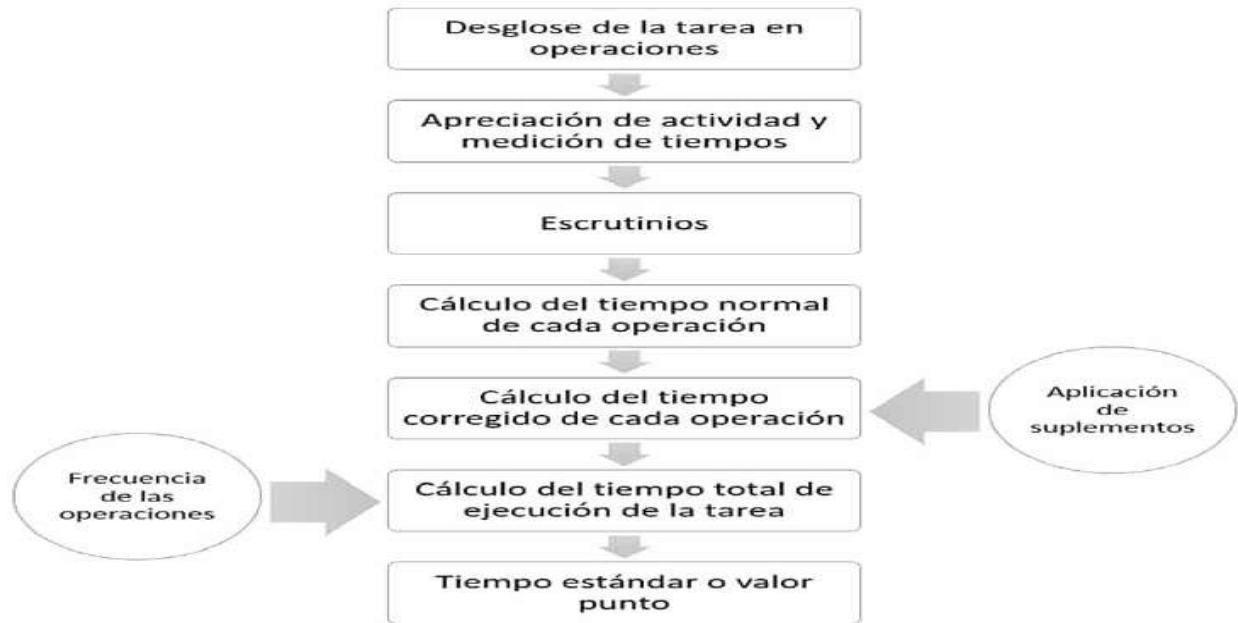 Desglose de la tarea en
operaciones
Apreciación de actividad y
medición de tiempos
Escrutinios
Cálculo del tiempo normal
de cada operación
Cálculo del tiempo
corregido de cada operación
Aplicación
de
suplementos
Frecuencia
de las
operaciones
Cálculo del tiempo total de
ejecución de la tarea
Tiempo estándar o valor
punto